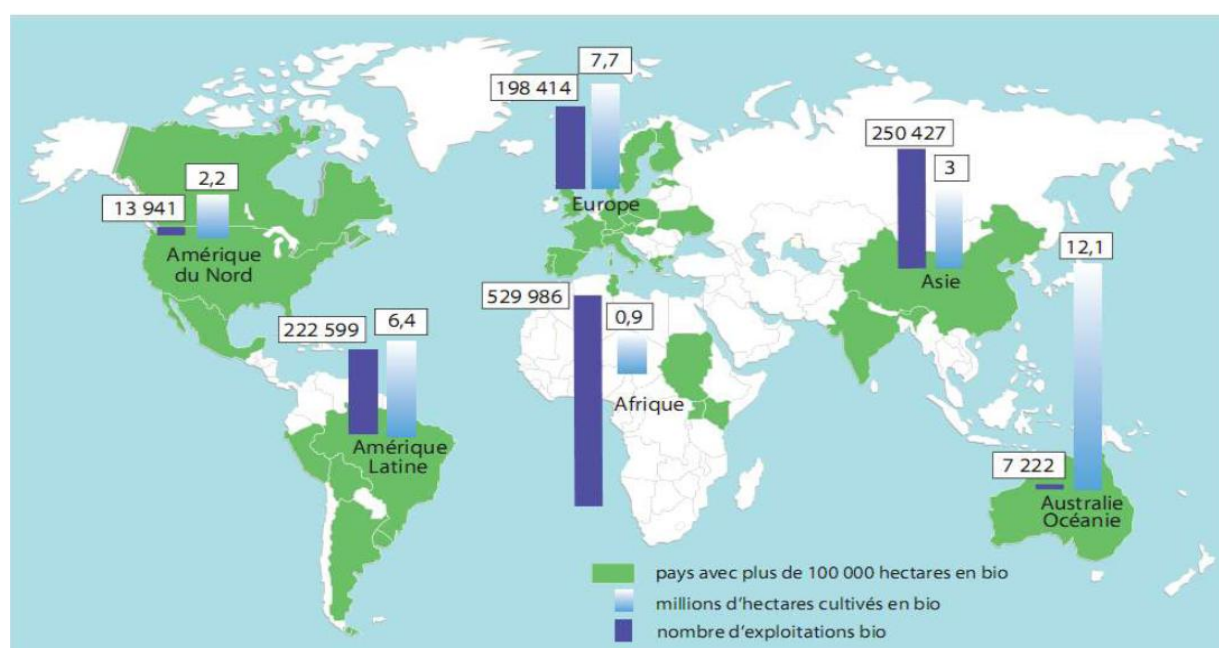 7,7
198 414
Europe
250 427
3
Asie
2,2
13 941
Amérique
du Nord
12,1
529 986
0,9
Afrique
222 599
6,4
Amérique
Latine
7 222
Australie
Océanie
pays avec plus de 100 000 hectares en bio
millions d'hectares cultivés en bio
nombre d'exploitations bio